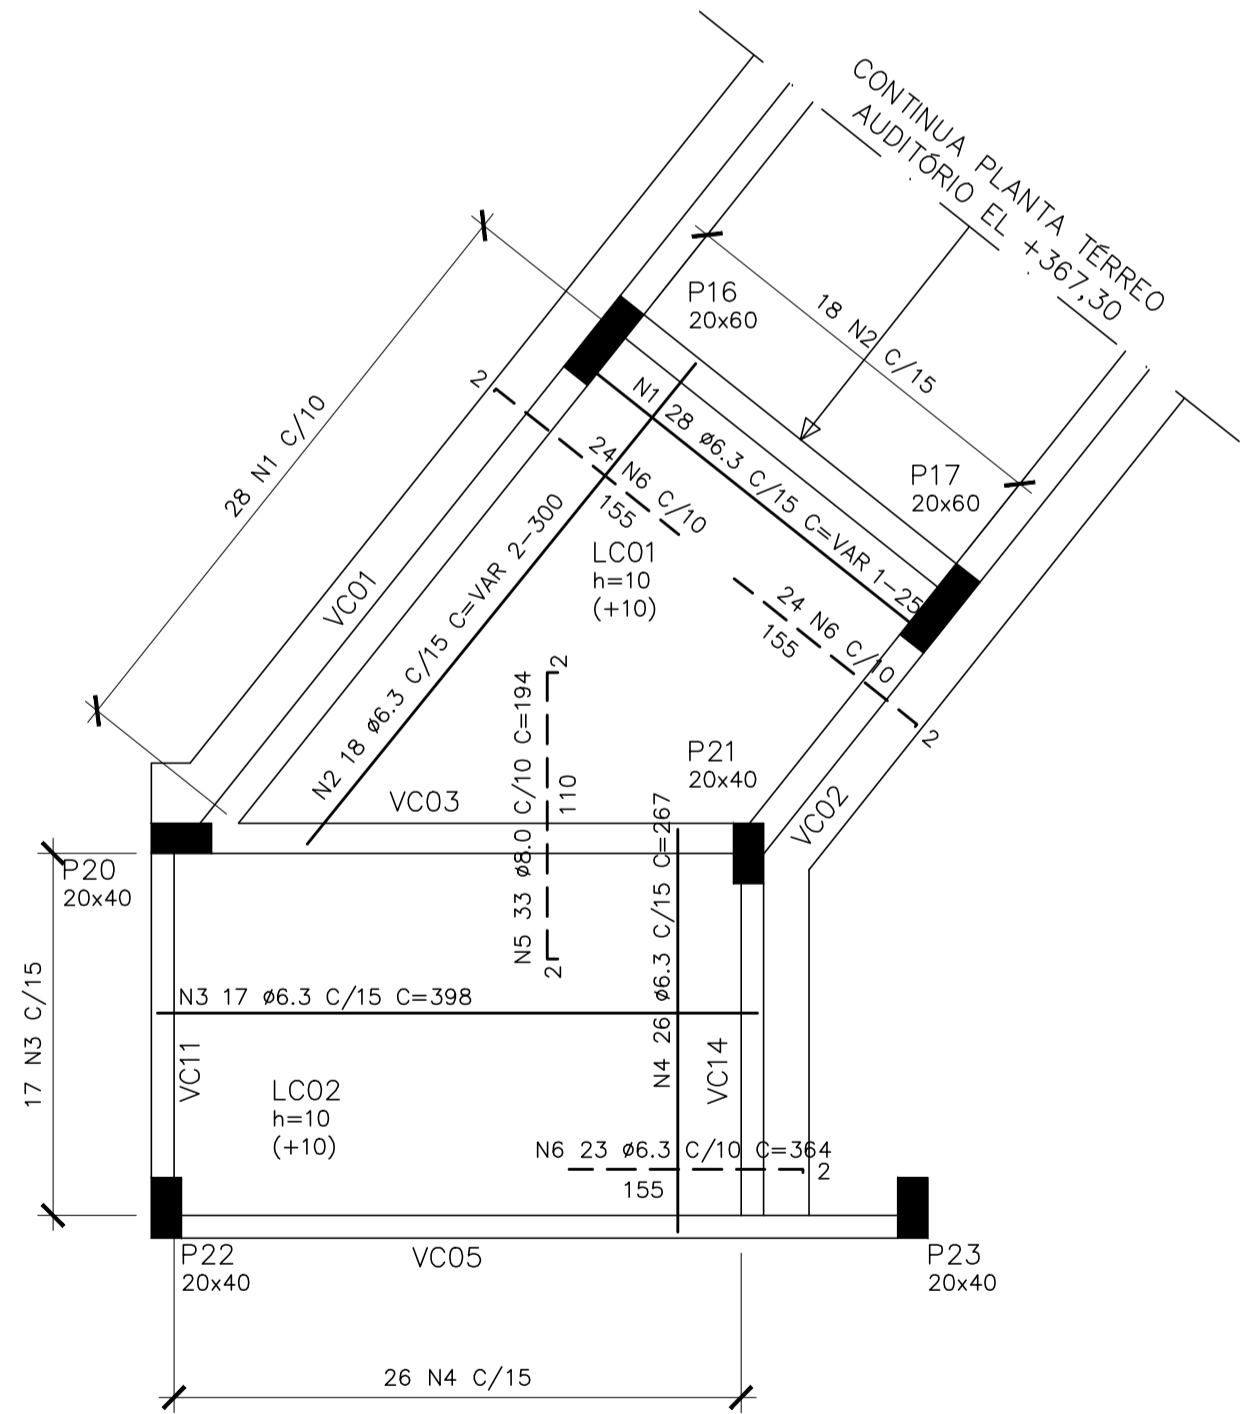 CONTINUA PLANTA TÉRREO
AUDITÓRIO EL +367,30
P16
20x60
18 N2 C/15
28 N1 C/10
2
N1 28 ø6.3 C/15 C=VAR 1-25
24 N6 C/10
155
P17
20x60
LC01
h=10
(+10)
VC01
N2 18 ø6.3 C/15 C=VAR 2-300
24 N6 C/10
155
2
2
N5 33 ø8.0 C/10 C=194
110
2
P21
20x40
VC03
VC02
P20
20x40
17 N3 C/15
N3 17 ø6.3 C/15 C=398
N4 26 ø6.3 C/15 C=267
VC11
VC14
LC02
h=10
(+10)
N6 23 ø6.3 C/10 C=364
155
2
P22
20x40
VC05
P23
20x40
26 N4 C/15